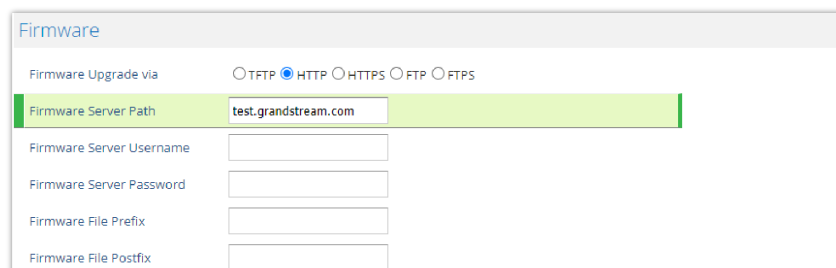 Firmware
Firmware Upgrade via TFTP HTTP HTTPS FTP FTPS
Firmware Server Path test.grandstream.com
Firmware Server Username
Firmware Server Password
Firmware File Prefix
Firmware File Postfix